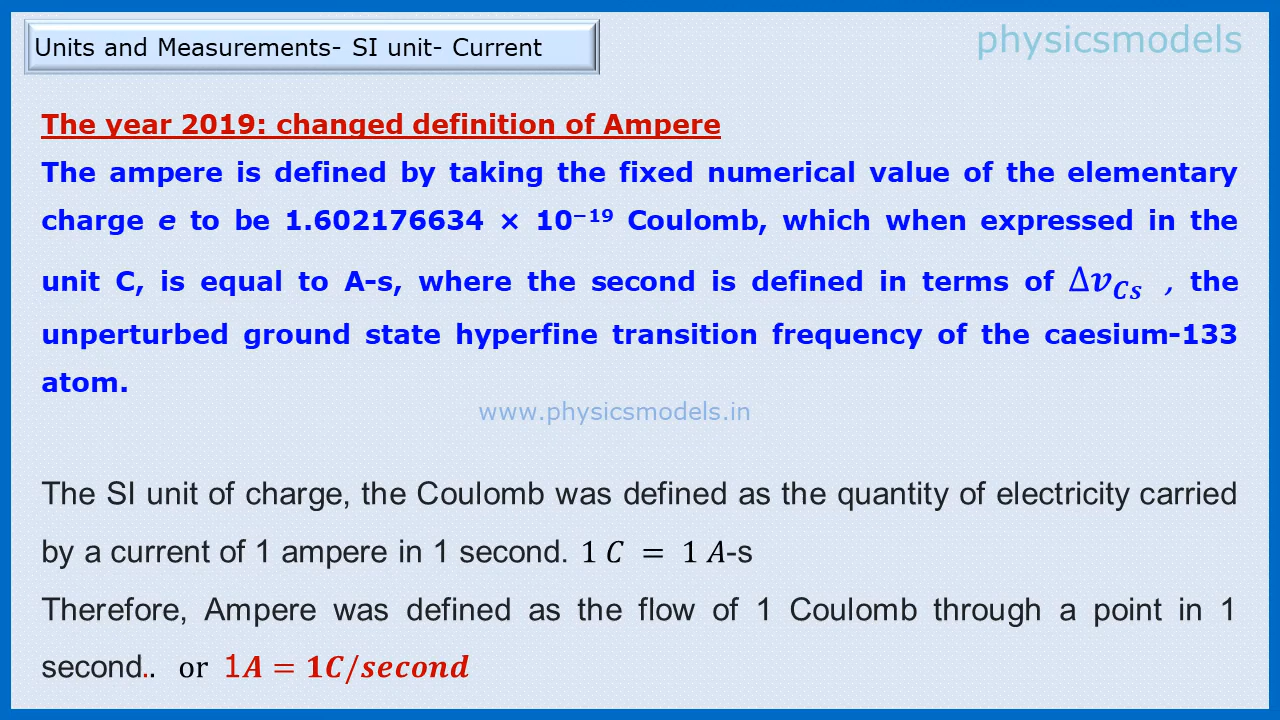 Units and Measurements- SI unit- Current
physicsmodels
The year 2019: changed definition of Ampere
The ampere is defined by taking the fixed numerical value of the elementary
charge e to be 1.602176634 × 10⁻¹⁹ Coulomb, which when expressed in the
unit C, is equal to A-s, where the second is defined in terms of Δν_Cs , the
unperturbed ground state hyperfine transition frequency of the caesium-133
atom.
www.physicsmodels.in
The SI unit of charge, the Coulomb was defined as the quantity of electricity carried
by a current of 1 ampere in 1 second. 1 C = 1 A-s
Therefore, Ampere was defined as the flow of 1 Coulomb through a point in 1
second.. or 1A = 1C/second